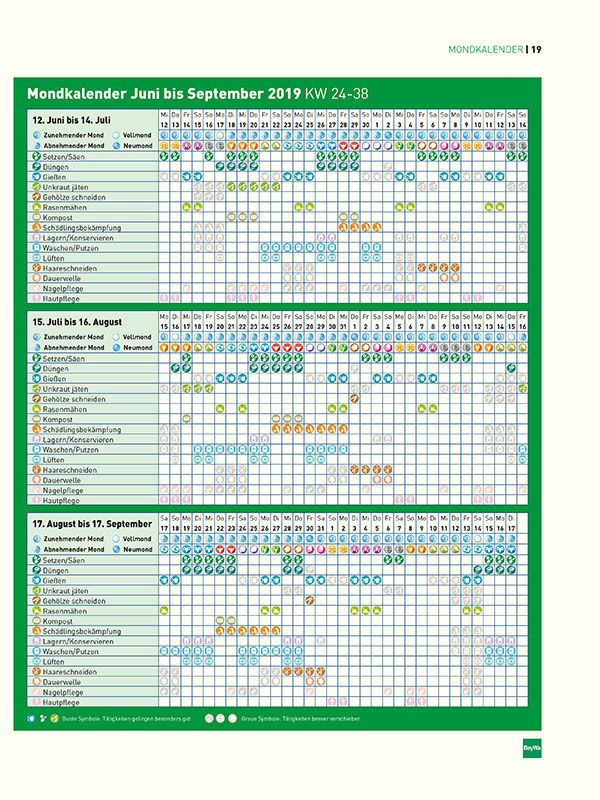 MONDKALENDER | 19
Mondkalender Juni bis September 2019 KW 24-38
12. Juni bis 14. Juli
Mi Do Fr Sa So Mo Di Mi Do Fr Sa So Mo Di Mi Do Fr Sa So Mo Di Mi Do Fr Sa So Mo Di Mi Do Fr Sa So
12 13 14 15 16 17 18 19 20 21 22 23 24 25 26 27 28 29 30 1 2 3 4 5 6 7 8 9 10 11 12 13 14
Zunehmender Mond Vollmond
Abnehmender Mond Neumond
Setzen/Säen
Düngen
Gießen
Unkraut jäten
Gehölze schneiden
Rasenmähen
Kompost
Schädlingsbekämpfung
Lagern/Konservieren
Waschen/Putzen
Lüften
Haareschneiden
Dauerwelle
Nagelpflege
Hautpflege
15. Juli bis 16. August
Mo Di Mi Do Fr Sa So Mo Di Mi Do Fr Sa So Mo Di Mi Do Fr Sa So Mo Di Mi Do Fr Sa So Mo Di Mi Do Fr
15 16 17 18 19 20 21 22 23 24 25 26 27 28 29 30 31 1 2 3 4 5 6 7 8 9 10 11 12 13 14 15 16
Zunehmender Mond Vollmond
Abnehmender Mond Neumond
Setzen/Säen
Düngen
Gießen
Unkraut jäten
Gehölze schneiden
Rasenmähen
Kompost
Schädlingsbekämpfung
Lagern/Konservieren
Waschen/Putzen
Lüften
Haareschneiden
Dauerwelle
Nagelpflege
Hautpflege
17. August bis 17. September
Sa So Mo Di Mi Do Fr Sa So Mo Di Mi Do Fr Sa So Mo Di Mi Do Fr Sa So Mo Di Mi Do Fr Sa So Mo Di
17 18 19 20 21 22 23 24 25 26 27 28 29 30 31 1 2 3 4 5 6 7 8 9 10 11 12 13 14 15 16 17
Zunehmender Mond Vollmond
Abnehmender Mond Neumond
Setzen/Säen
Düngen
Gießen
Unkraut jäten
Gehölze schneiden
Rasenmähen
Kompost
Schädlingsbekämpfung
Lagern/Konservieren
Waschen/Putzen
Lüften
Haareschneiden
Dauerwelle
Nagelpflege
Hautpflege
Bunte Symbole: Tätigkeiten gelingen besonders gut Graue Symbole: Tätigkeiten besser verschieben
BayWa